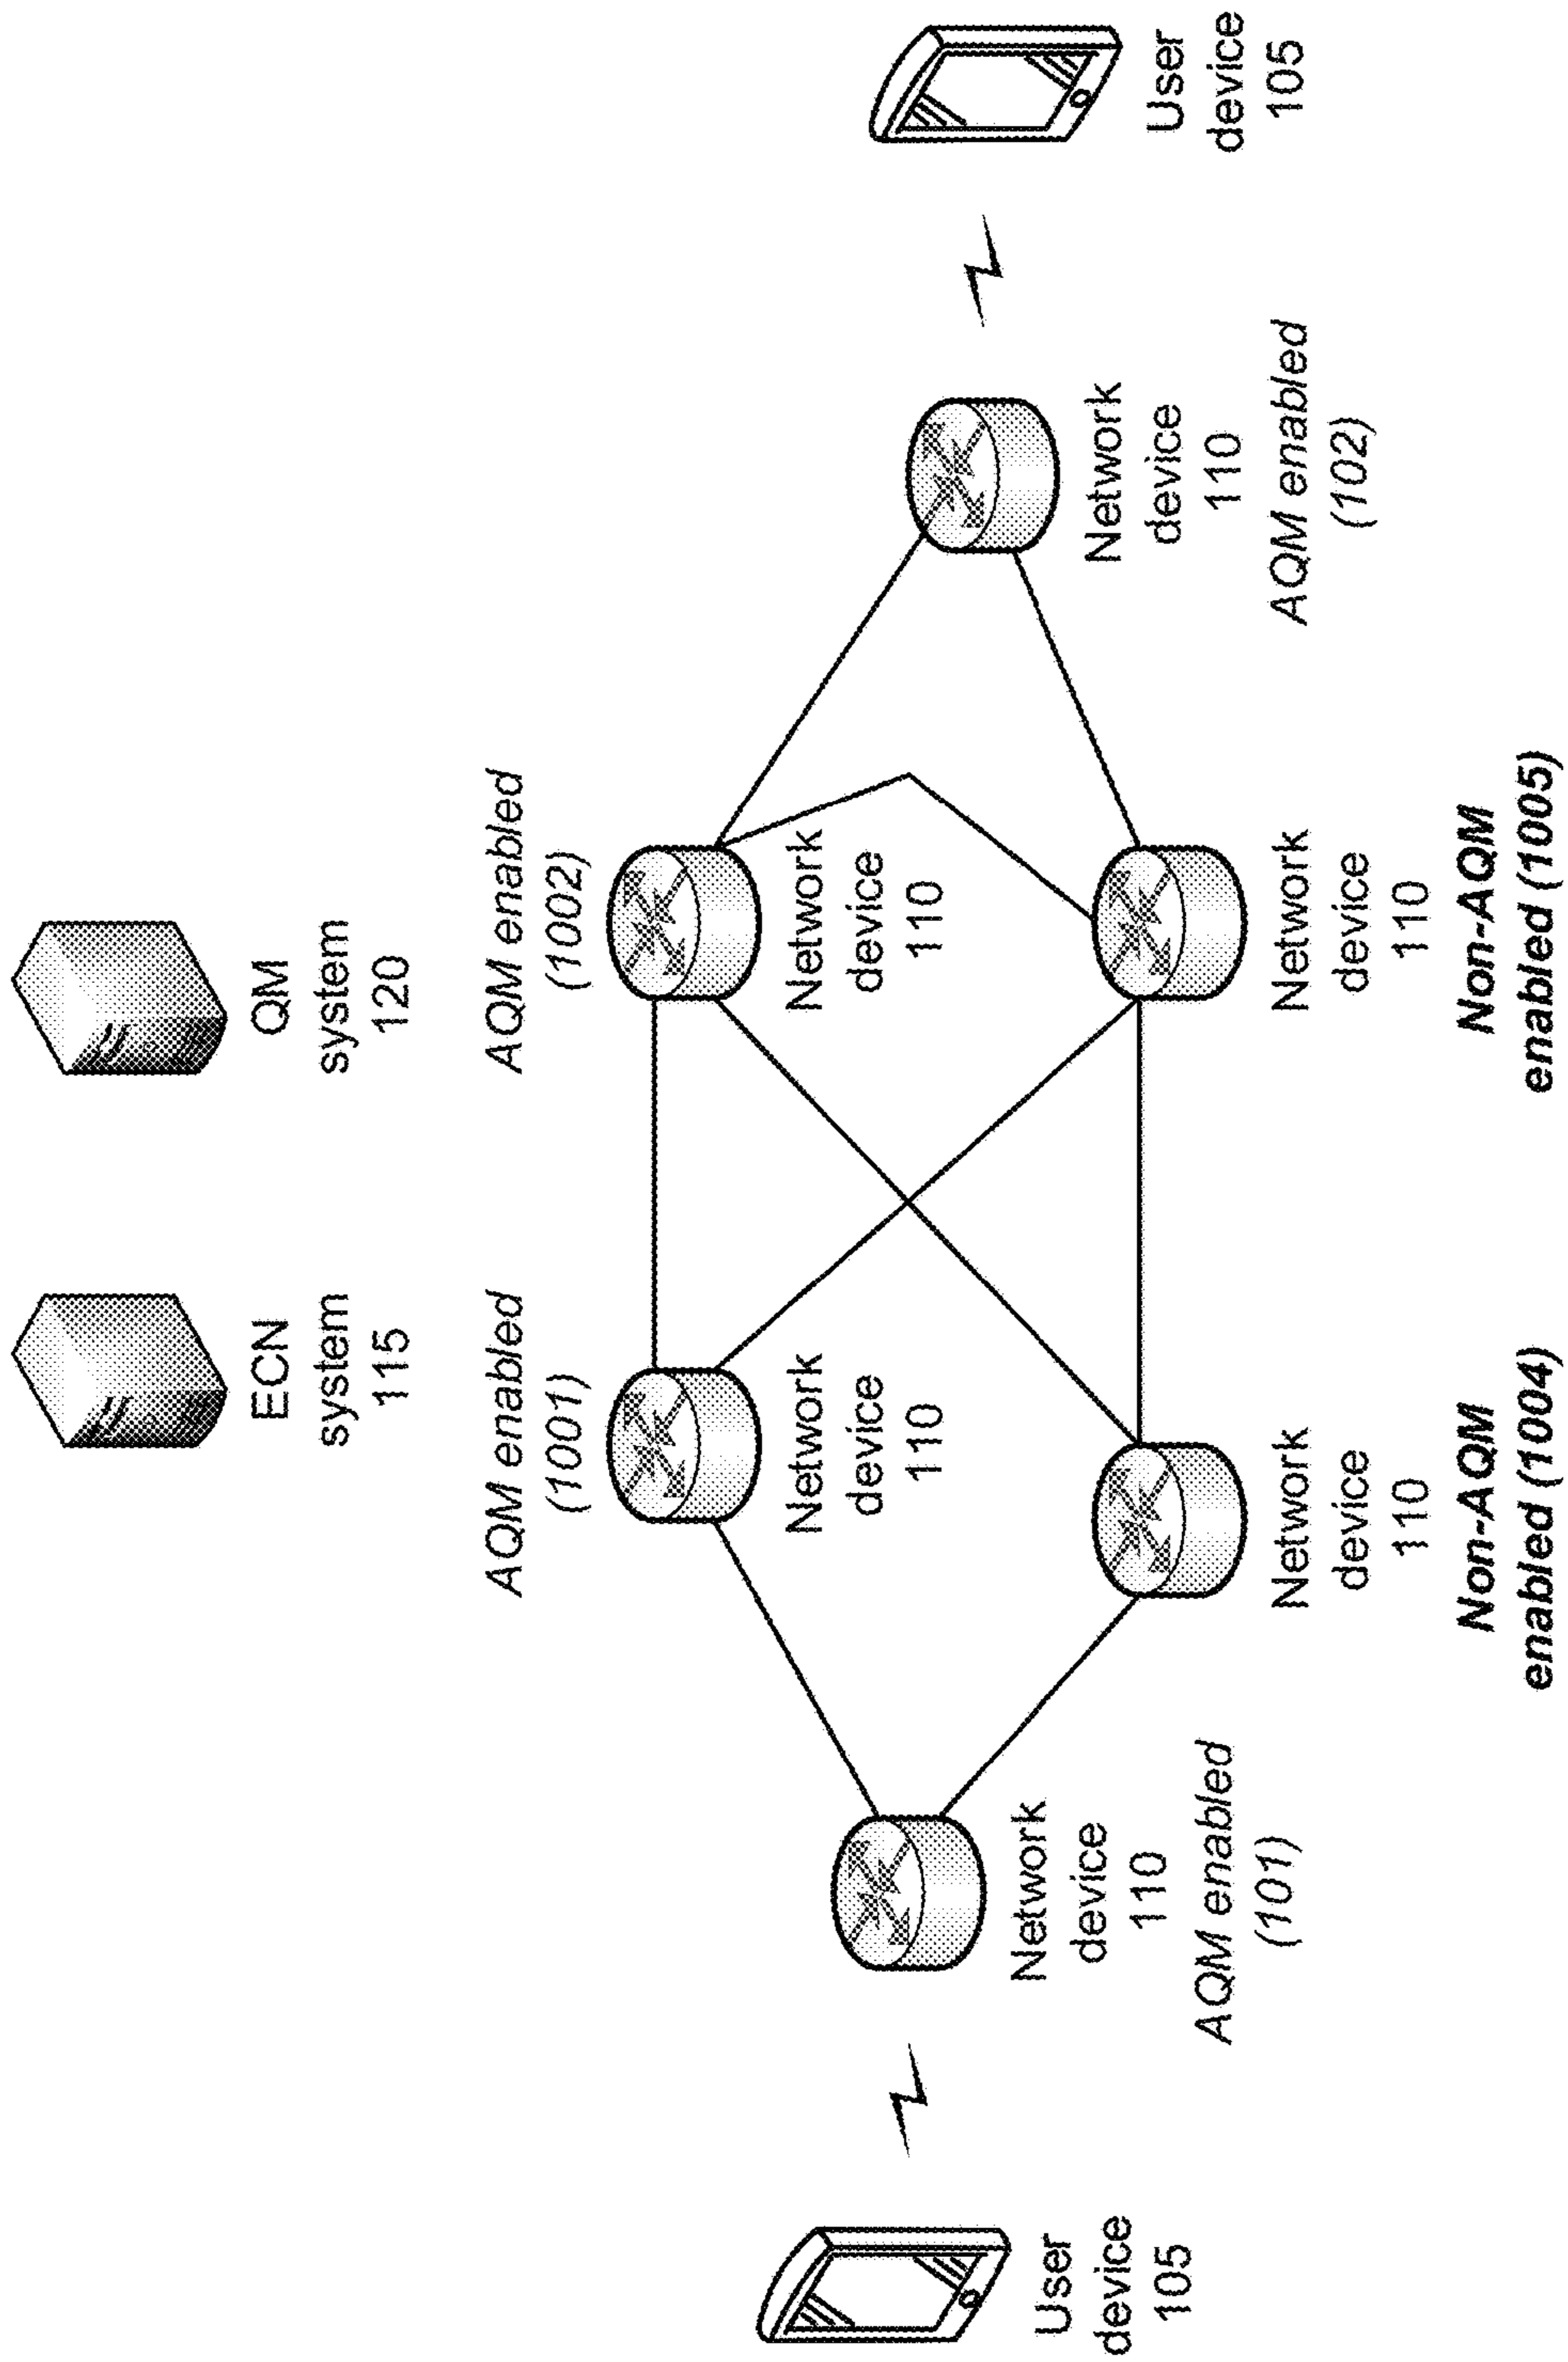 ECN
system
115
QM
system
120
AQM enabled
(1001)
Network
device
110
AQM enabled
(1002)
Network
device
110
User
device
105
Network
device
110
AQM enabled
(101)
Network
device
110
AQM enabled
(102)
User
device
105
Network
device
110
Non-AQM
enabled (1004)
Network
device
110
Non-AQM
enabled (1005)